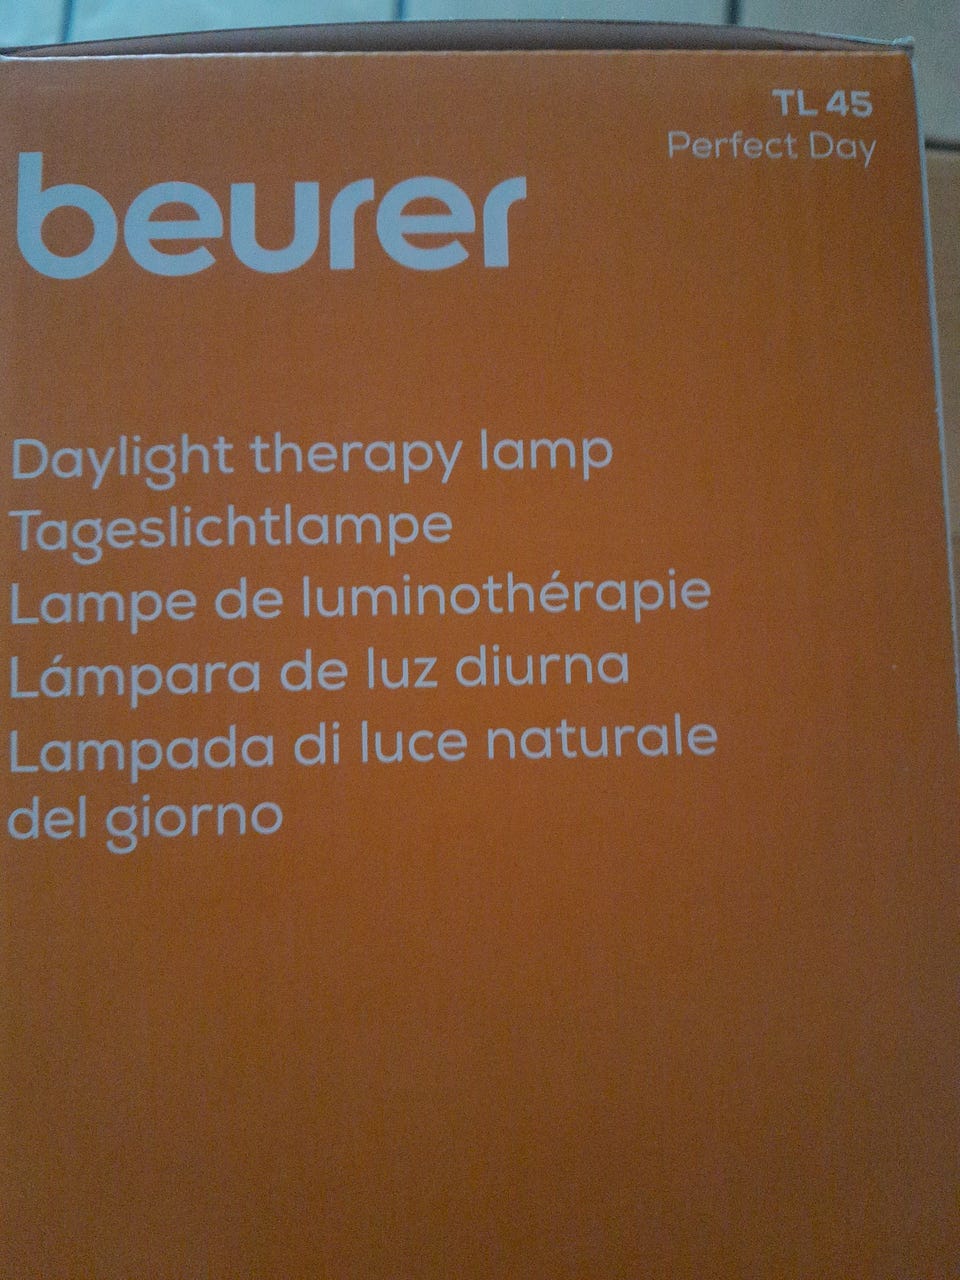 TL 45
Perfect Day
beurer
Daylight therapy lamp
Tageslichtlampe
Lampe de luminothérapie
Lámpara de luz diurna
Lampada di luce naturale
del giorno